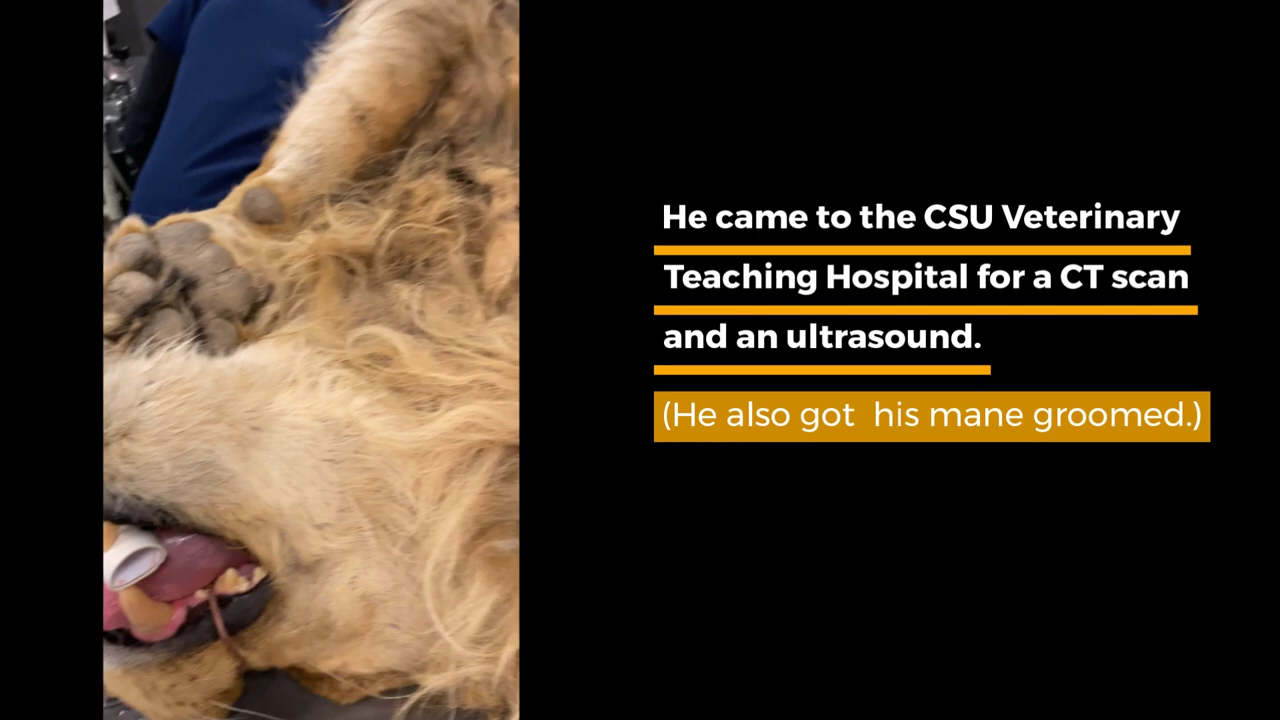 He came to the CSU Veterinary
Teaching Hospital for a CT scan
and an ultrasound.
(He also got  his mane groomed.)